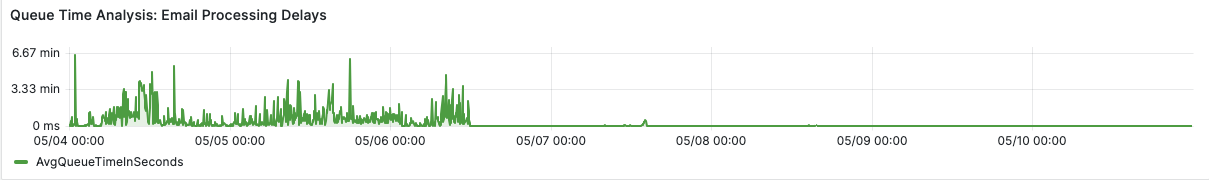 Queue Time Analysis: Email Processing Delays
6.67 min
3.33 min
0 ms
05/04 00:00 05/05 00:00 05/06 00:00 05/07 00:00 05/08 00:00 05/09 00:00 05/10 00:00
AvgQueueTimeInSeconds